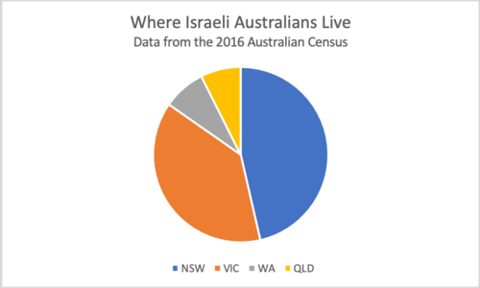 Where Israeli Australians Live
Data from the 2016 Australian Census
NSW VIC WA QLD